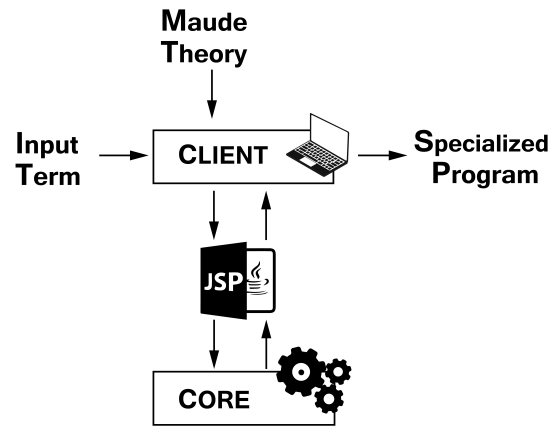 Maude
Theory
Input
Term
CLIENT
Specialized
Program
JSP
CORE